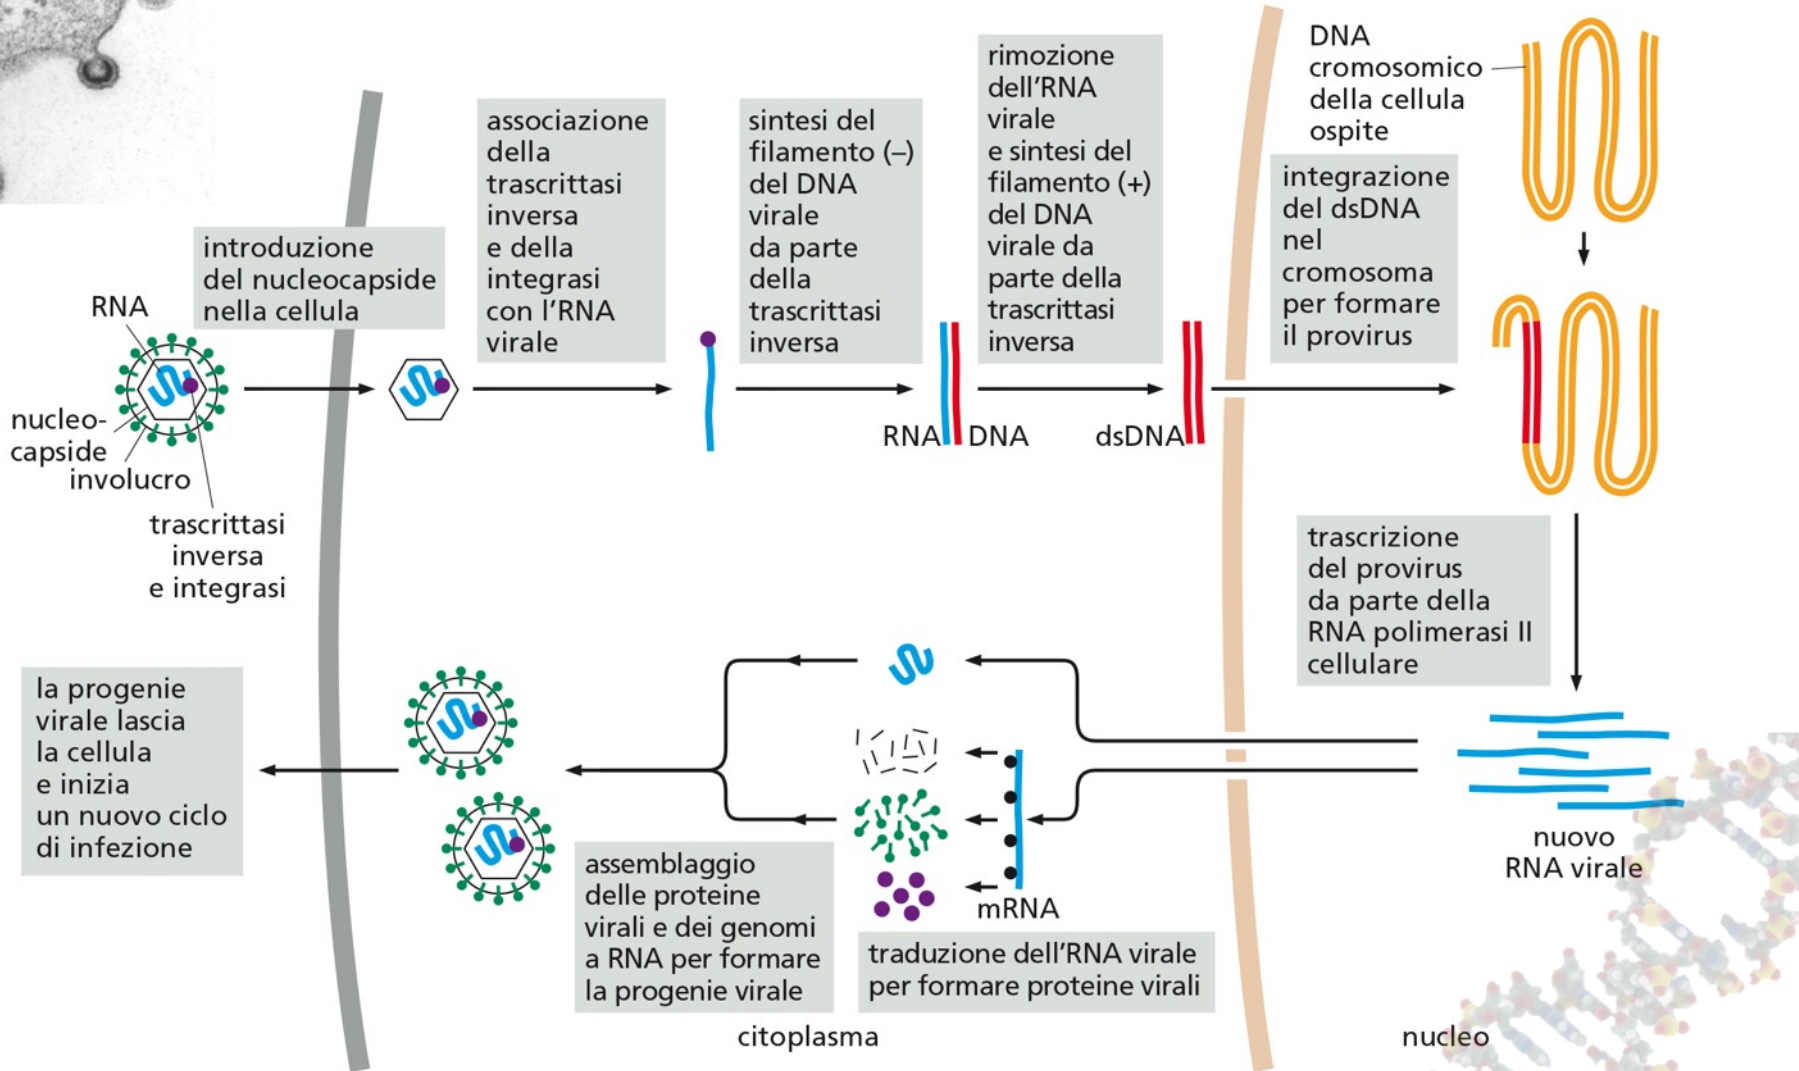 DNA
cromosomico
della cellula
ospite
rimozione
dell'RNA
virale
e sintesi del
filamento (+)
del DNA
virale da
parte della
trascrittasi
inversa
associazione
della
trascrittasi
inversa
e della
integrasi
con l'RNA
virale
sintesi del
filamento (–)
del DNA
virale
da parte
della
trascrittasi
inversa
integrazione
del dsDNA
nel
cromosoma
per formare
il provirus
introduzione
del nucleocapside
nella cellula
RNA
nucleo-
capside
involucro
trascrittasi
inversa
e integrasi
RNA
DNA
dsDNA
trascrizione
del provirus
da parte della
RNA polimerasi II
cellulare
la progenie
virale lascia
la cellula
e inizia
un nuovo ciclo
di infezione
nuovo
RNA virale
assemblaggio
delle proteine
virali e dei genomi
a RNA per formare
la progenie virale
mRNA
traduzione dell'RNA virale
per formare proteine virali
citoplasma
nucleo